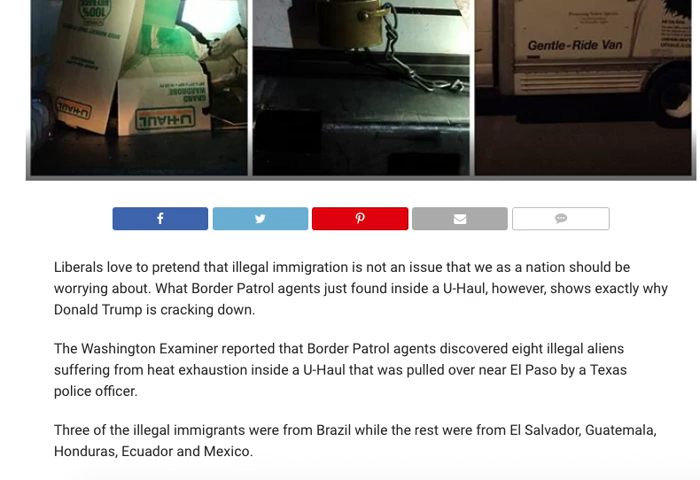 100%
U-HAUL
GRAND
WARDROBE
U-HAUL
Gentle-Ride Van
f
Liberals love to pretend that illegal immigration is not an issue that we as a nation should be
worrying about. What Border Patrol agents just found inside a U-Haul, however, shows exactly why
Donald Trump is cracking down.
The Washington Examiner reported that Border Patrol agents discovered eight illegal aliens
suffering from heat exhaustion inside a U-Haul that was pulled over near El Paso by a Texas
police officer.
Three of the illegal immigrants were from Brazil while the rest were from El Salvador, Guatemala,
Honduras, Ecuador and Mexico.